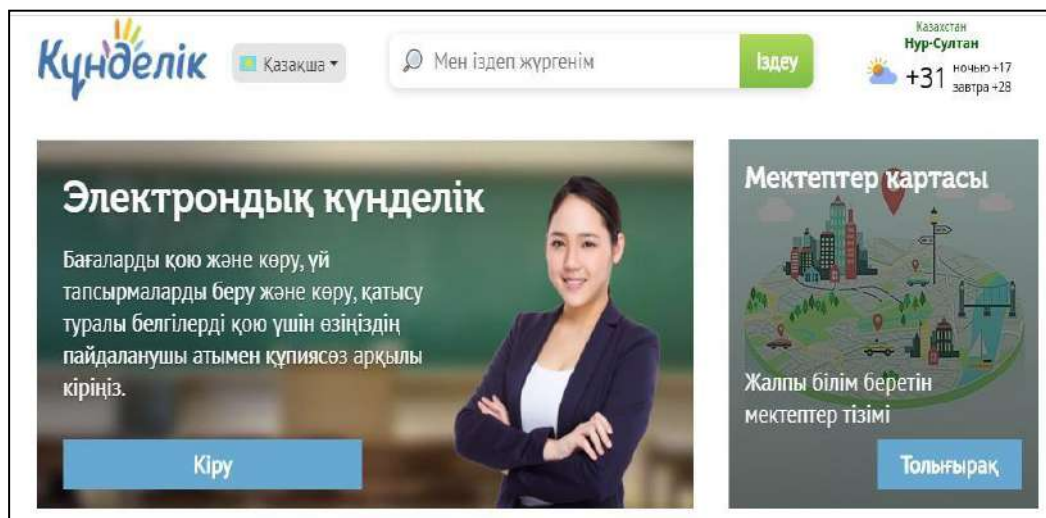 Күнделік
Қазақша
Мен іздеп жүргенім
Іздеу
Казахстан
Нур-Султан
+31
ночью +17
завтра +28
Электрондық күнделік
Бағаларды қою және көру, үй
тапсырмаларды беру және көру, қатысу
туралы белгілерді қою үшін өзіңіздің
пайдаланушы атымен құпиясөз арқылы
кіріңіз.
Кіру
Мектептер қартасы
Жалпы білім беретін
мектептер тізімі
Толығырақ